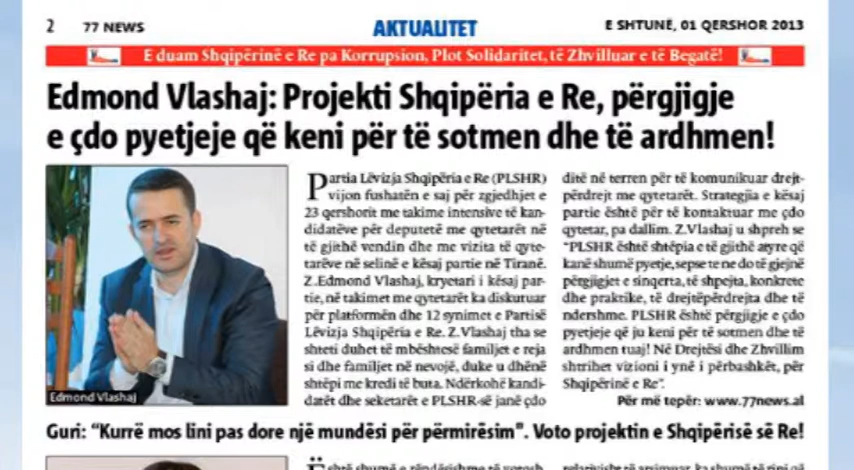 2 77 NEWS AKTUALITET E SHTUNË, 01 QERSHOR 2013
E duam Shqipërinë e Re pa Korrupsion, Plot Solidaritet, të Zhvilluar e të Begatë!
Edmond Vlashaj: Projekti Shqipëria e Re, përgjigje
e çdo pyetjeje që keni për të sotmen dhe të ardhmen!
Edmond Vlashaj
Partia Lëvizja Shqipëria e Re (PLSHR)
vijon fushatën e saj për zgjedhjet e
23 qershorit me takime intensive të kan-
didatëve për deputetë me qytetarët në
të gjithë vendin dhe me vizita të qyte-
tarëve në selinë e kësaj partie në Tiranë.
Z.Edmond Vlashaj, kryetari i kësaj par-
tie, në takimet me qytetarët ka diskutuar
për platformën dhe 12 synimet e Partisë
Lëvizja Shqipëria e Re. Z.Vlashaj tha se
shteti duhet të mbështesë familjet e reja
si dhe familjet në nevojë, duke u dhënë
shtëpi me kredi të buta. Ndërkohë kandi-
datët dhe seketarët e PLSHR-së janë çdo
ditë në terren për të komunikuar drejt-
përdrejt me qytetarët. Strategjia e kësaj
partie është për të kontaktuar me çdo
qytetar, pa dallim. Z.Vlashaj u shpreh se
"PLSHR është shtëpia e të gjithë atyre që
kanë shumë pyetje, sepse te ne do të gjejnë
përgjigjet e sinqerta, të shpejta, konkrete
dhe praktike, të drejtëpërdrejta dhe të
ndershme. PLSHR është përgjigje e çdo
pyetjeje që ju keni për të sotmen dhe të
ardhmen tuaj! Në Drejtësi dhe Zhvillim
shtrihet vizioni i ynë i përbashkët, për
Shqipërinë e Re".
Për më tepër: www.77news.al
Guri: "Kurrë mos lini pas dore një mundësi për përmirësim". Voto projektin e Shqipërisë së Re!